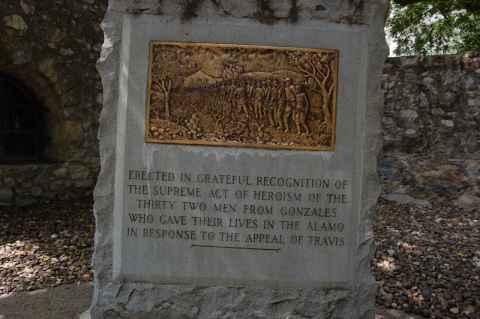 ERECTED IN GRATEFUL RECOGNITION OF
THE SUPREME ACT OF HEROISM OF THE
THIRTY TWO MEN FROM GONZALES
WHO GAVE THEIR LIVES IN THE ALAMO
IN RESPONSE TO THE APPEAL OF TRAVIS